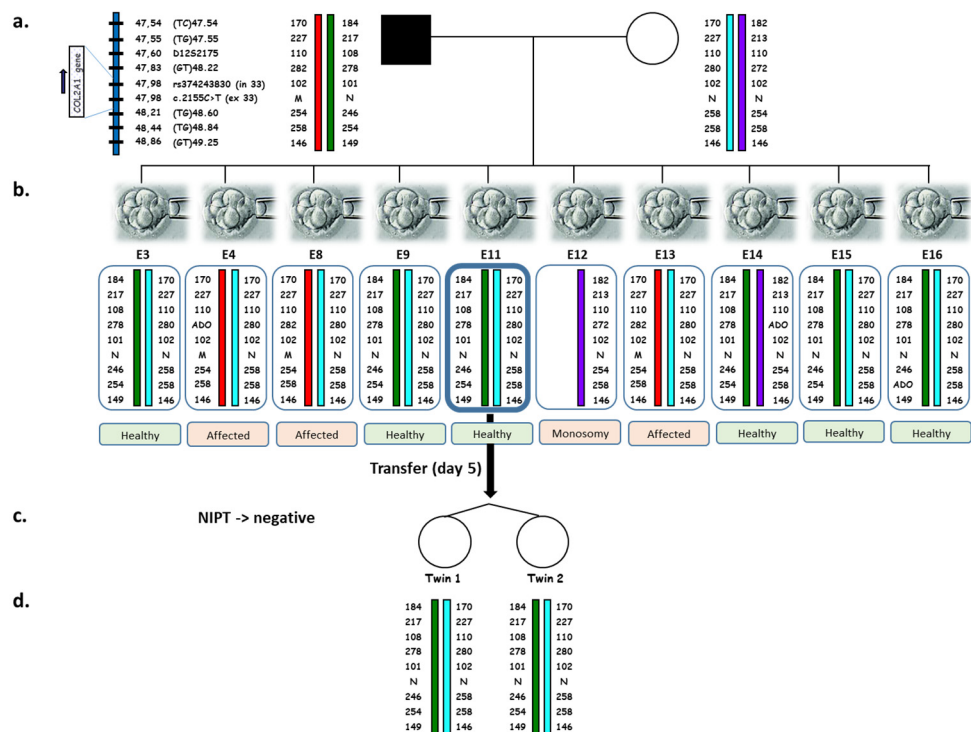 a.
COL2A1 gene
47,54 (TC)47.54 170 184 170 182
47,55 (TG)47.55 227 217 227 213
47,60 D12S2175 110 108 110 110
47,83 (GT)48.22 282 278 280 272
47,98 rs374243830 (in 33) 102 101 102 102
47,98 c.2155C>T (ex 33) M N N N
48,21 (TG)48.60 254 246 258 254
48,44 (TG)48.84 258 254 258 258
48,86 (GT)49.25 146 149 146 146
b.
E3 E4 E8 E9 E11 E12 E13 E14 E15 E16
184 170 170 170 170 170 184 170 184 170 182 170 170 184 182 184 170 184 170
217 227 227 227 227 227 217 227 217 227 213 227 227 217 213 217 227 217 227
108 110 110 110 110 110 108 110 108 110 110 110 110 108 110 108 110 108 110
278 280 ADO 280 282 280 278 280 278 280 272 282 280 278 ADO 278 280 278 280
101 102 102 102 102 102 101 102 101 102 102 102 102 101 102 101 102 101 102
N N M N M N N N N N N M N N N N N N N
246 258 254 258 254 258 246 258 246 258 254 254 258 246 254 246 258 246 258
254 258 258 258 258 258 254 258 254 258 258 258 258 254 258 254 258 ADO 258
149 146 146 146 146 146 149 146 149 146 146 146 146 149 146 149 146 149 146
Healthy Affected Affected Healthy Healthy Monosomy Affected Healthy Healthy Healthy
Transfer (day 5)
c.
NIPT -> negative
Twin 1 Twin 2
d.
184 170 184 170
217 227 217 227
108 110 108 110
278 280 278 280
101 102 101 102
N N N N
246 258 246 258
254 258 254 258
149 146 149 146